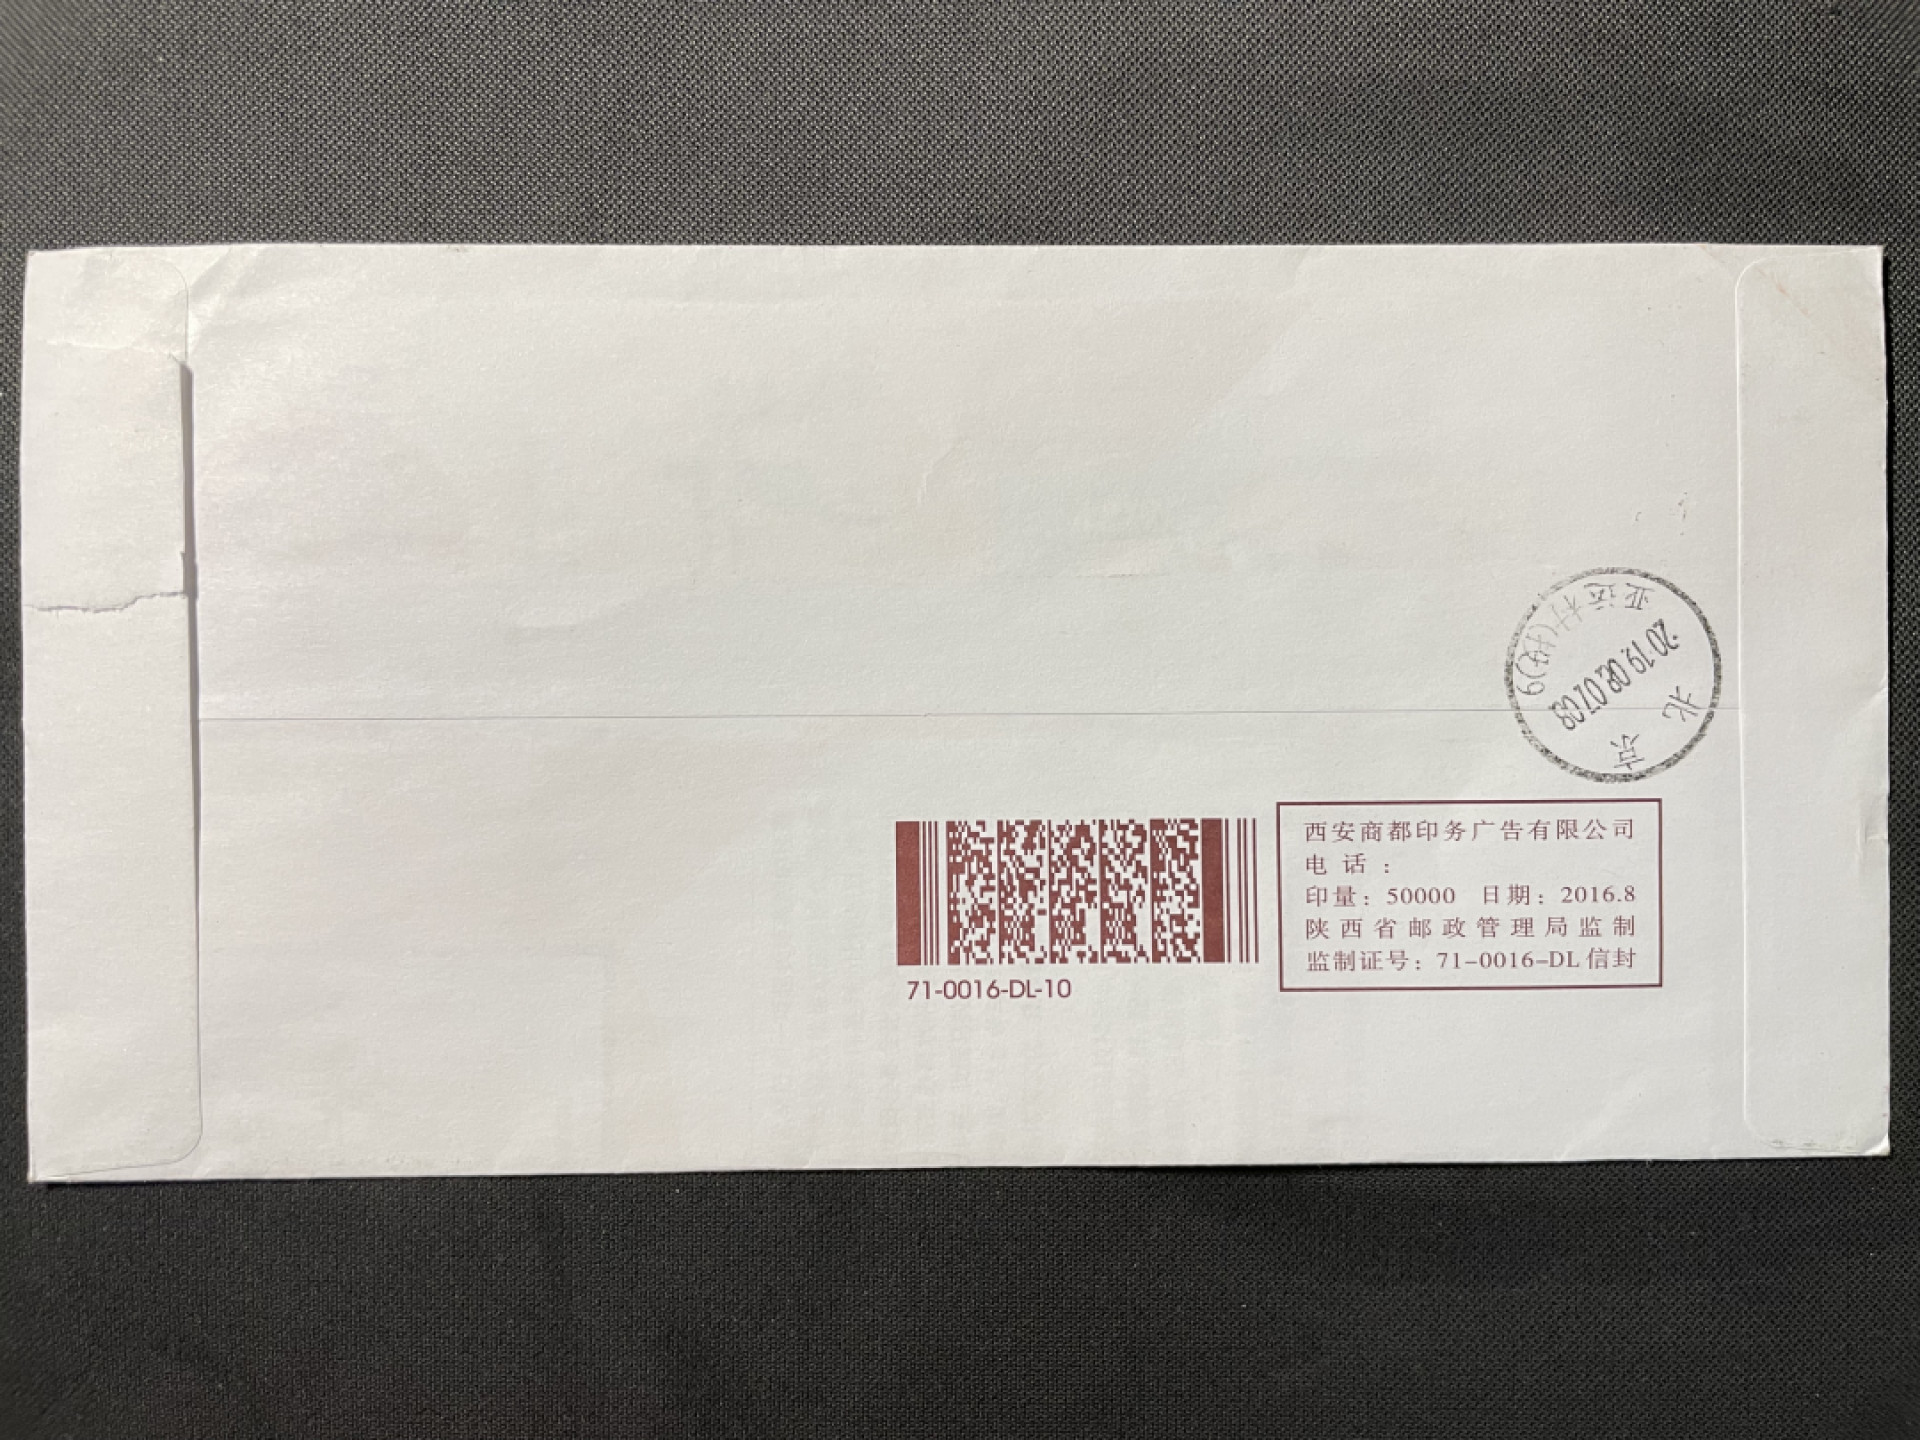 亚运村(投)9
2019.08.07.08
北京
西安商都印务广告有限公司
电话：
印量：50000 日期：2016.8
陕西省邮政管理局监制
监制证号：71-0016-DL信封
71-0016-DL-10